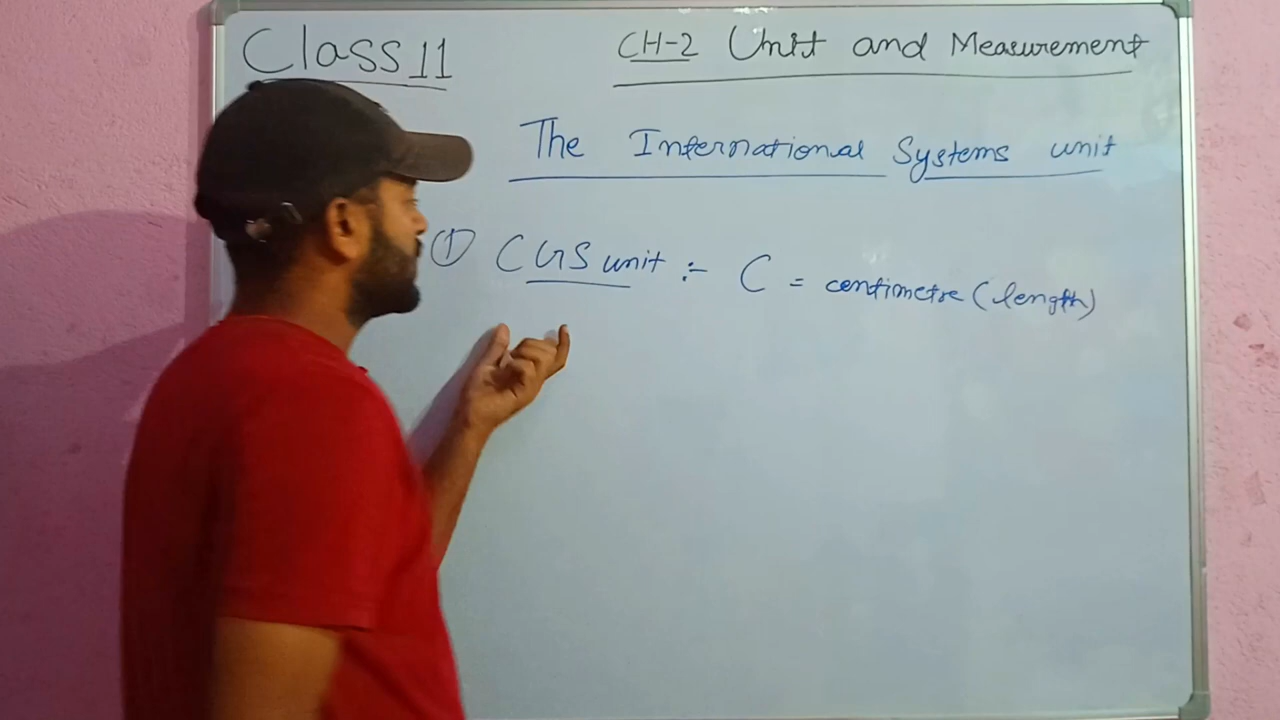 Class 11
CH-2 Unit and Measurement
The International Systems unit
① CGS unit :- C = centimetre (length)